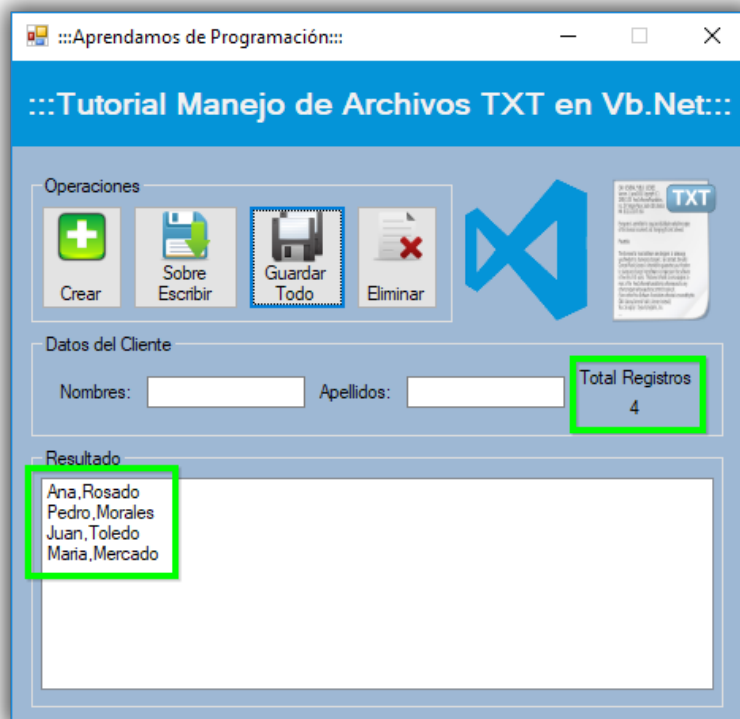 :::Aprendamos de Programación:::
:::Tutorial Manejo de Archivos TXT en Vb.Net:::
Operaciones
Crear
Sobre
Escribir
Guardar
Todo
Eliminar
TXT
Datos del Cliente
Nombres:
Apellidos:
Total Registros
4
Resultado
Ana,Rosado
Pedro,Morales
Juan,Toledo
Maria,Mercado